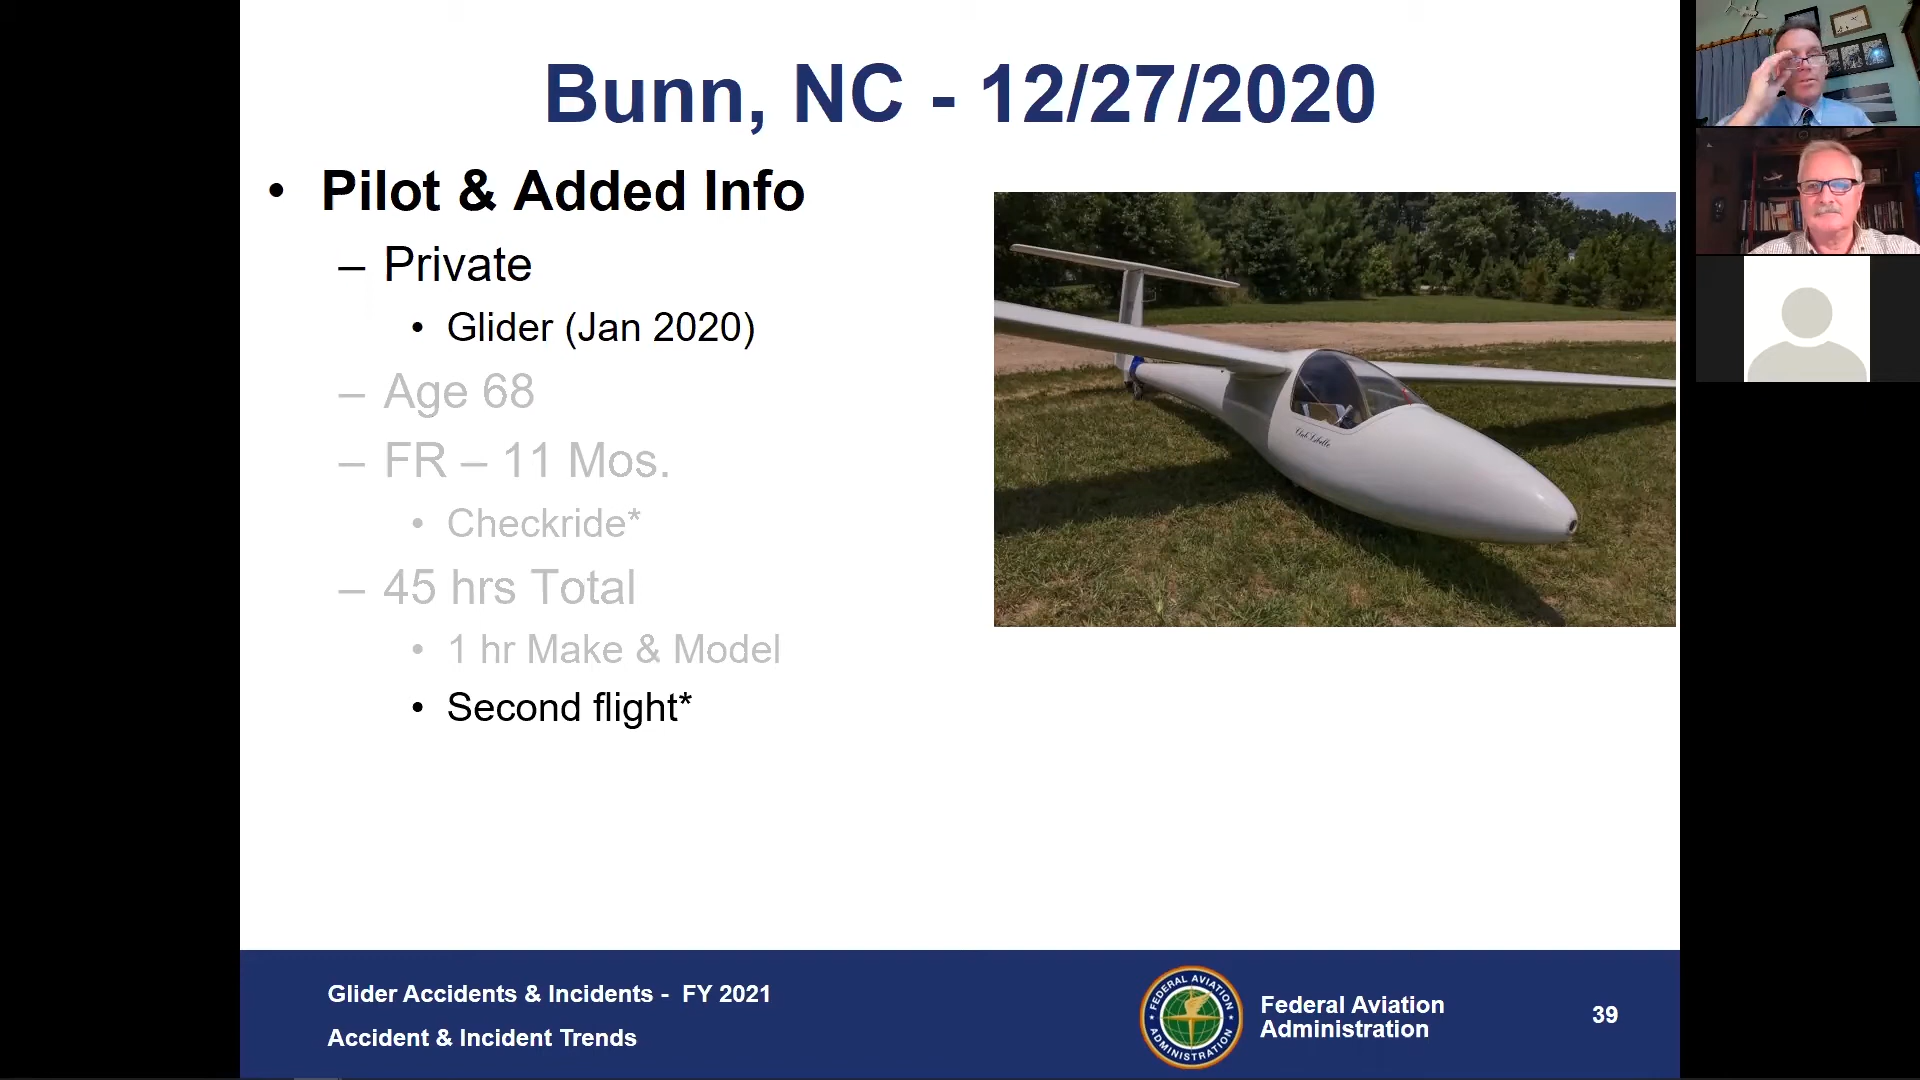 Bunn, NC - 12/27/2020
• Pilot & Added Info
– Private
• Glider (Jan 2020)
– Age 68
– FR – 11 Mos.
• Checkride*
– 45 hrs Total
• 1 hr Make & Model
• Second flight*
Club Libelle
Glider Accidents & Incidents - FY 2021
Accident & Incident Trends
FEDERAL AVIATION
ADMINISTRATION
Federal Aviation
Administration
39